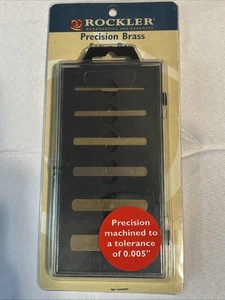 ROCKLER
WOODWORKING AND HARDWARE
Precision Brass
Precision
machined to
a tolerance
of 0.005"